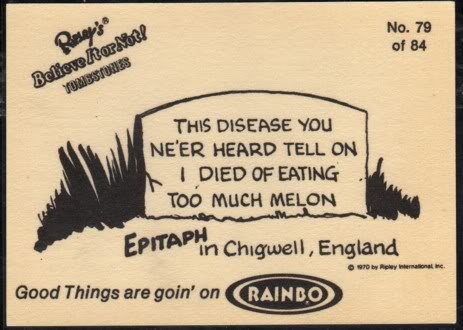 Ripley's®
Believe It or Not!
TOMBSTONES
No. 79
of 84
THIS DISEASE YOU
NE'ER HEARD TELL ON
I DIED OF EATING
TOO MUCH MELON
EPITAPH in Chigwell, England
© 1970 by Ripley International, Inc.
Good Things are goin' on RAINBO